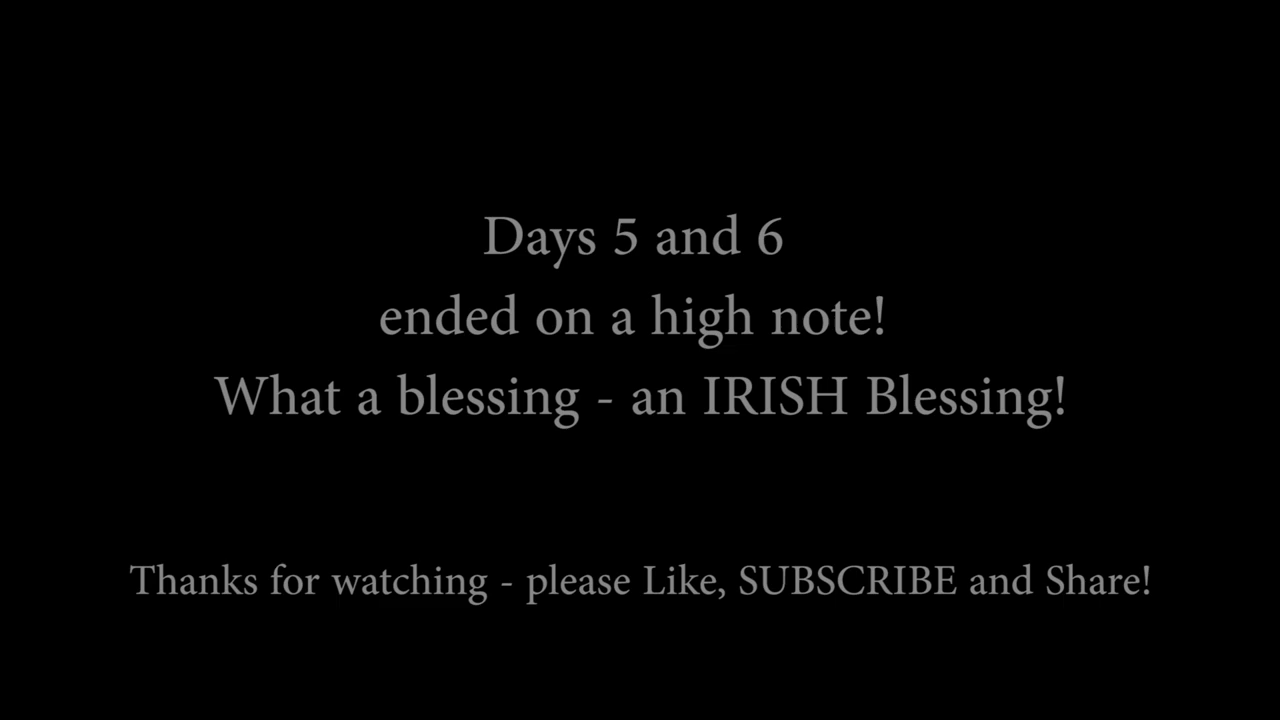 Days 5 and 6
ended on a high note!
What a blessing - an IRISH Blessing!
Thanks for watching - please Like, SUBSCRIBE and Share!